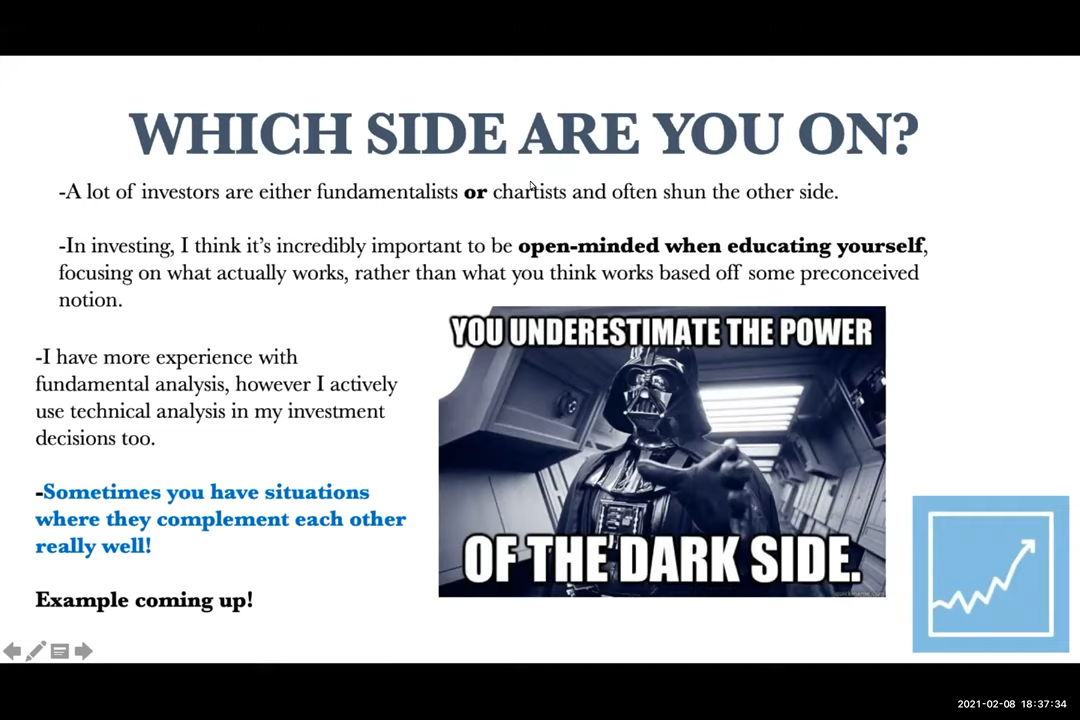 WHICH SIDE ARE YOU ON?
-A lot of investors are either fundamentalists or chartists and often shun the other side.
-In investing, I think it's incredibly important to be open-minded when educating yourself,
focusing on what actually works, rather than what you think works based off some preconceived
notion.
-I have more experience with
fundamental analysis, however I actively
use technical analysis in my investment
decisions too.
-Sometimes you have situations
where they complement each other
really well!
Example coming up!
YOU UNDERESTIMATE THE POWER
OF THE DARK SIDE.
2021-02-08 18:37:34